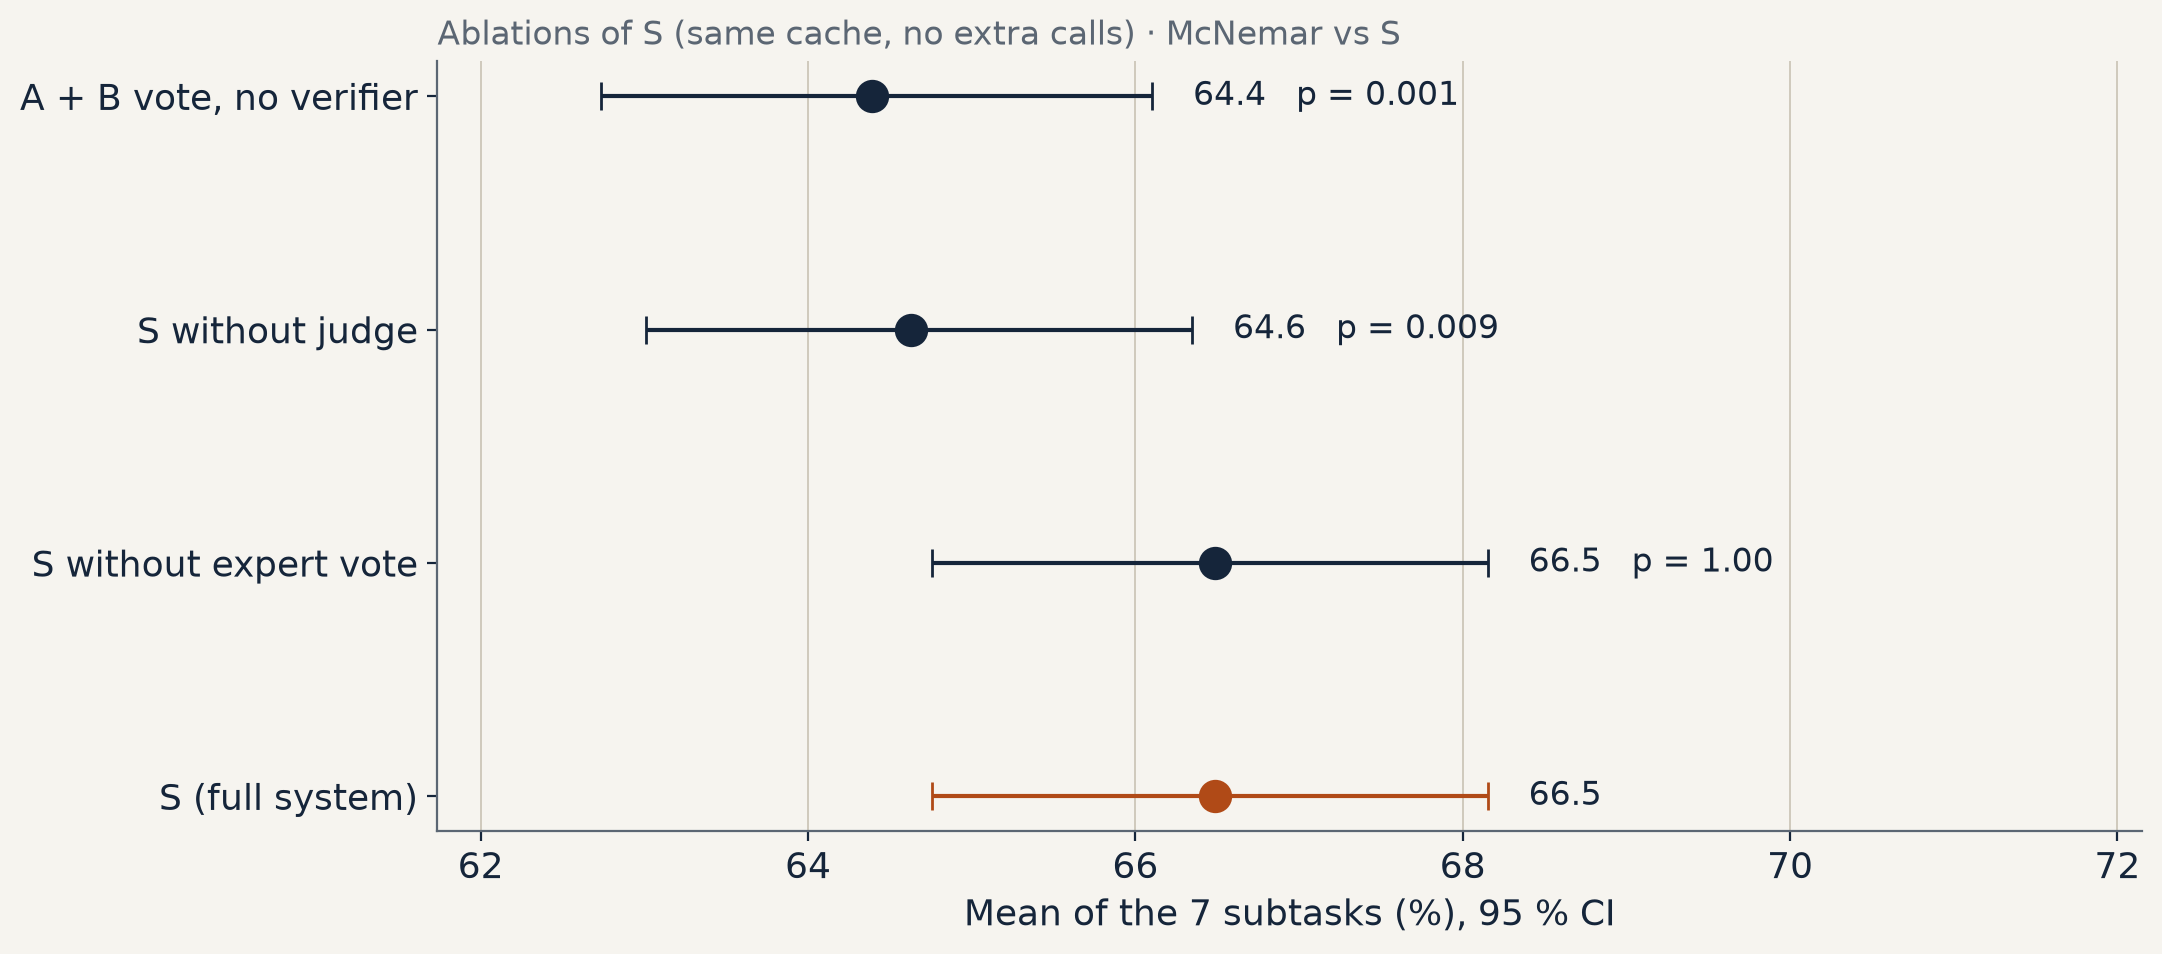 Ablations of S (same cache, no extra calls) · McNemar vs S
A + B vote, no verifier
64.4 p = 0.001
S without judge
64.6 p = 0.009
S without expert vote
66.5 p = 1.00
S (full system)
66.5
62 64 66 68 70 72
Mean of the 7 subtasks (%), 95 % CI